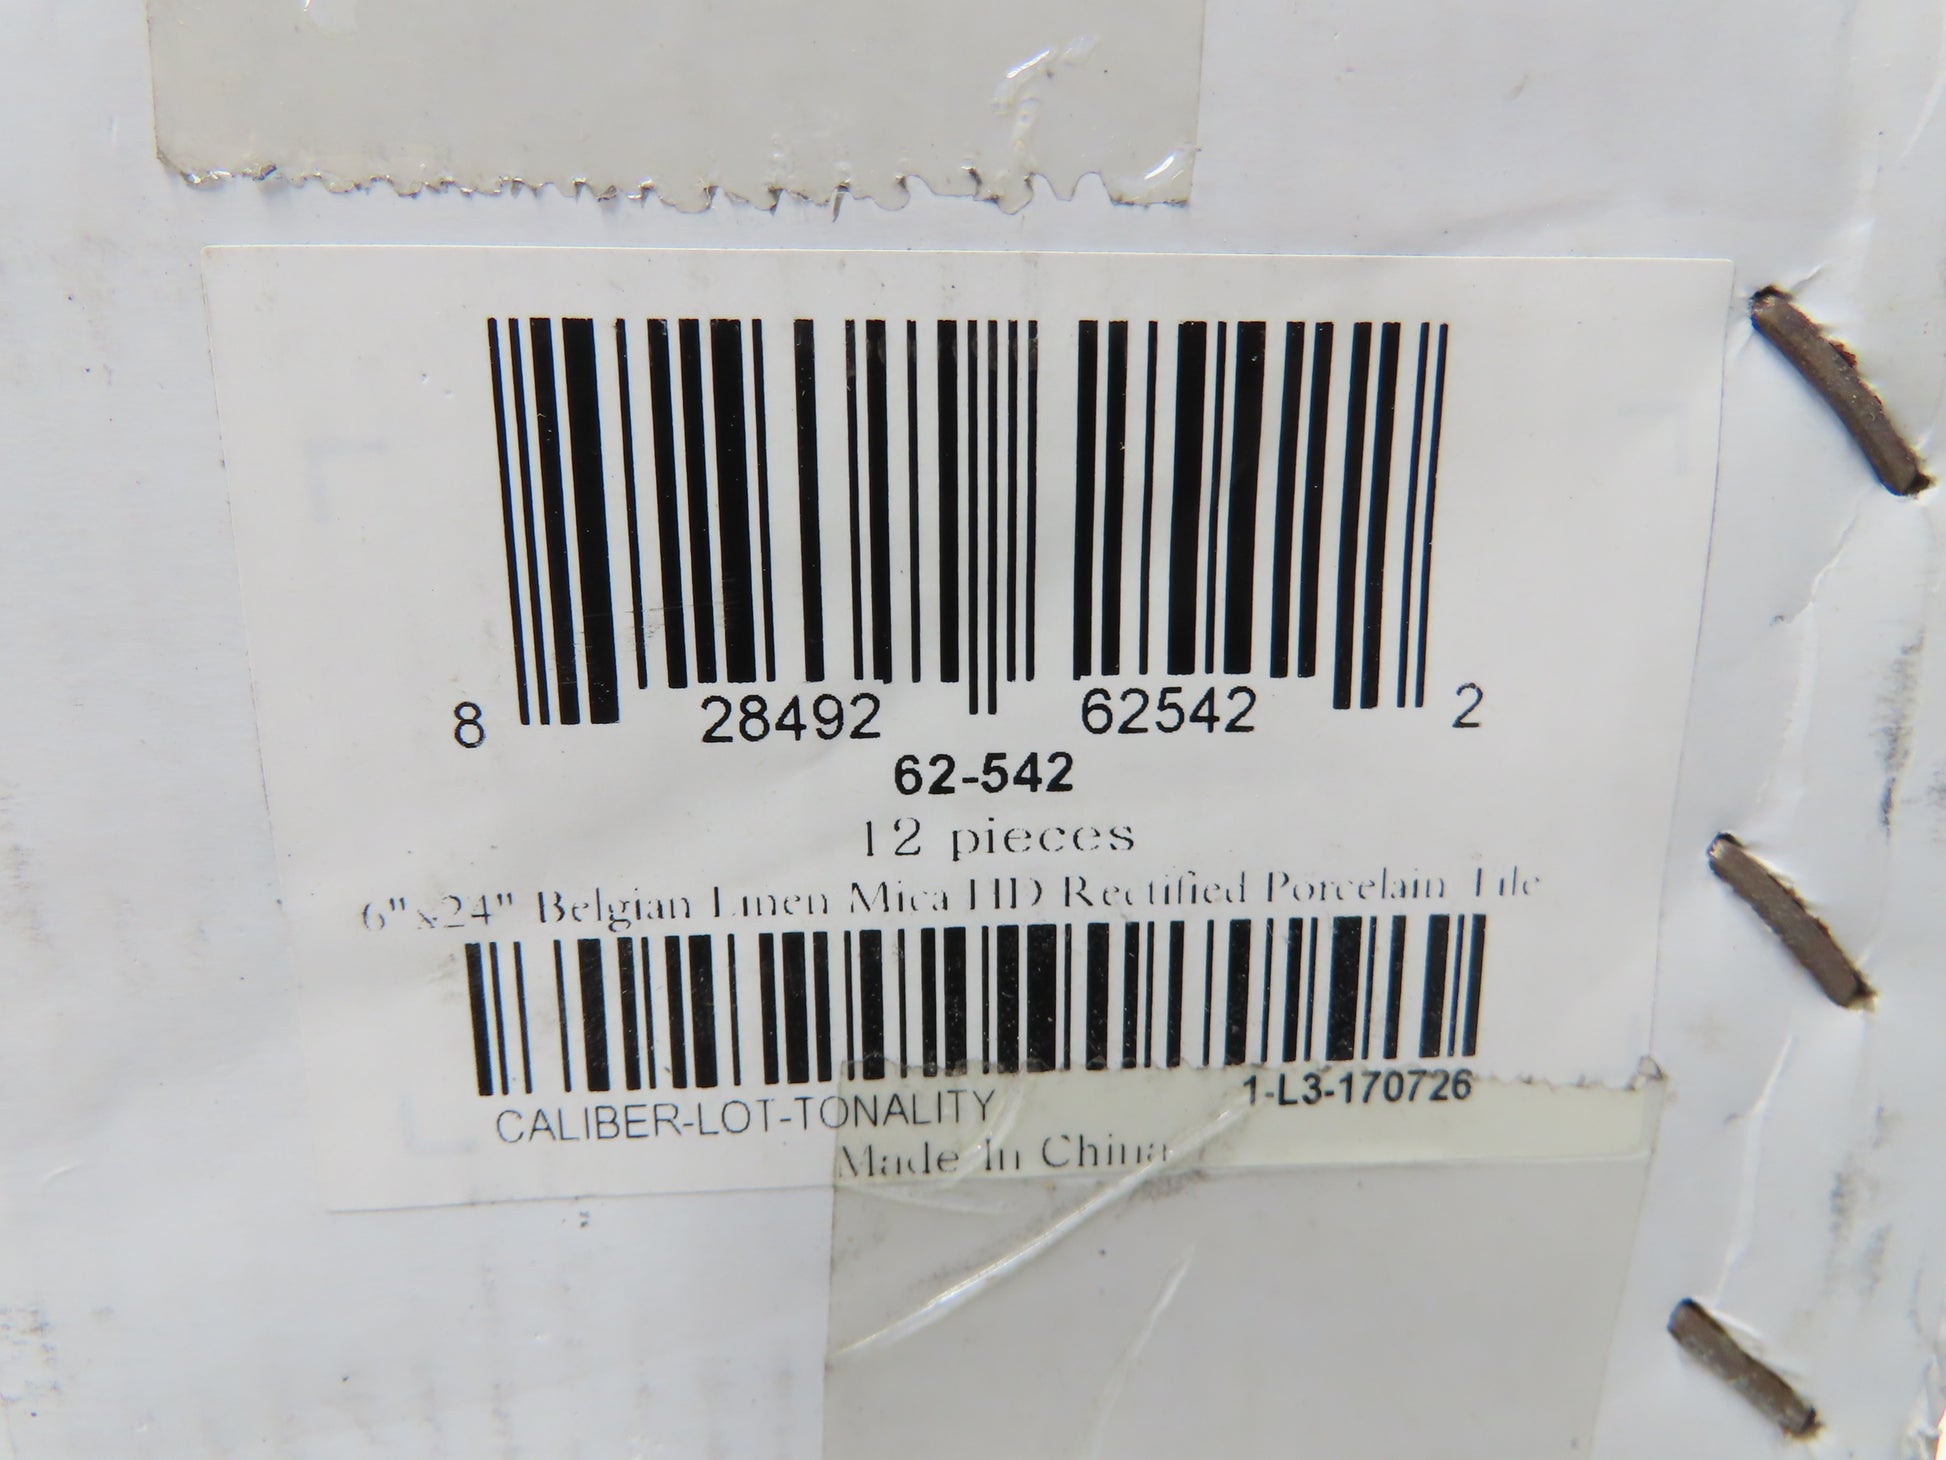 8 28492 62542 2
62-542
12 pieces
6"x24" Belgian Linen Mica HD Rectified Porcelain Tile
CALIBER-LOT-TONALITY 1-L3-170726
Made In China